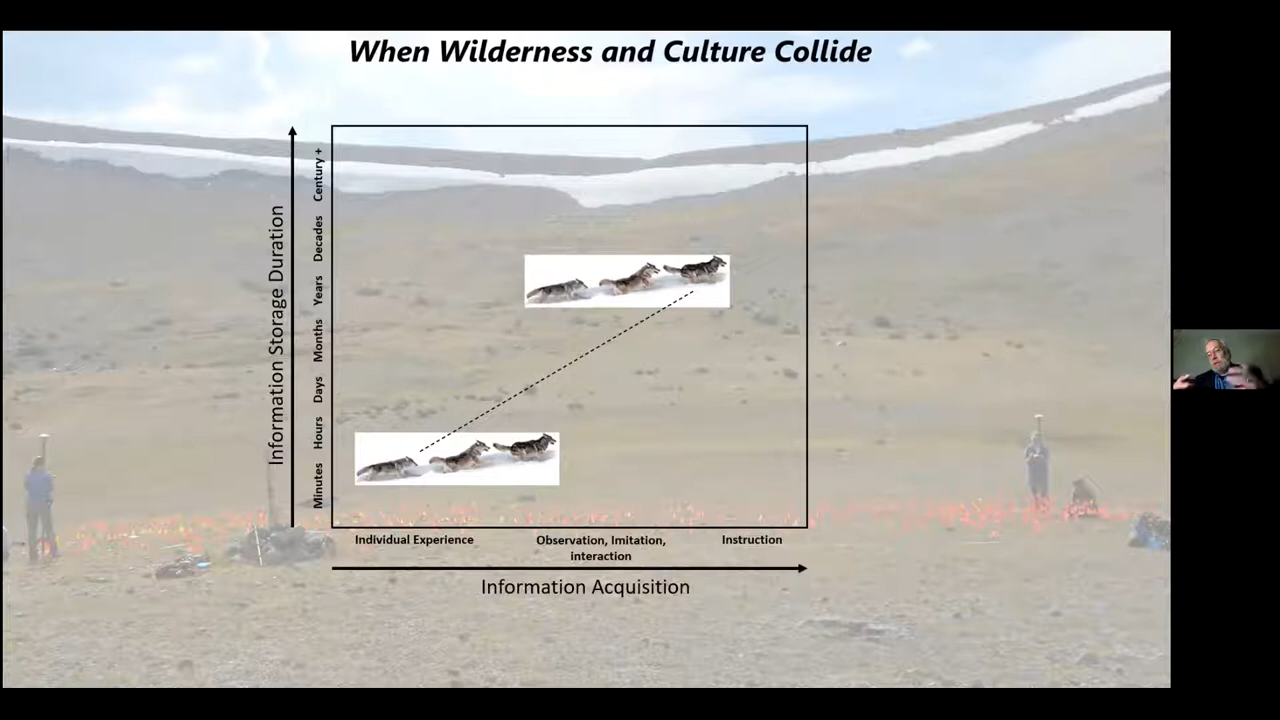 When Wilderness and Culture Collide
Information Storage Duration
Century +
Decades
Years
Months
Days
Hours
Minutes
Individual Experience
Observation, Imitation,
interaction
Instruction
Information Acquisition